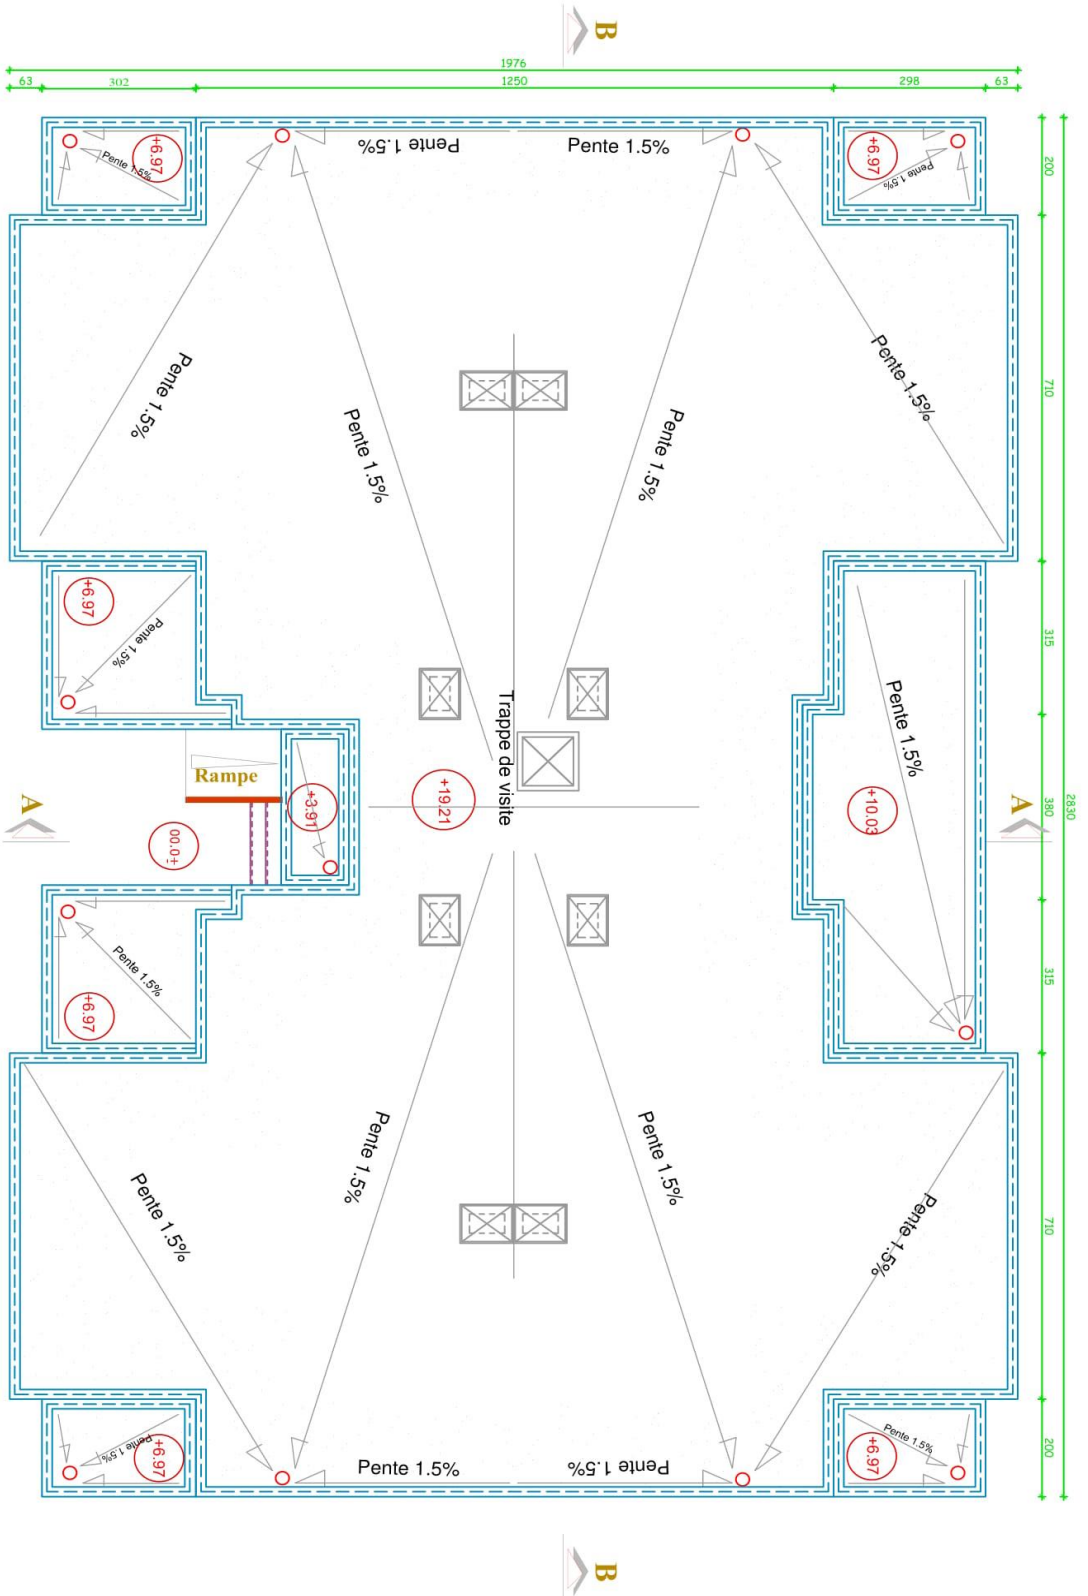 B
1976
63
302
1250
298
63
+6.97
Pente 1.5%
Pente 1.5%
Pente 1.5%
+6.97
Pente 1.5%
200
Pente 1.5%
Pente 1.5%
Pente 1.5%
Pente 1.5%
710
+6.97
Pente 1.5%
315
Trappe de visite
Pente 1.5%
Rampe
+3.91
+19.21
+10.03
A
A
380
2830
±0.00
Pente 1.5%
+6.97
315
Pente 1.5%
Pente 1.5%
Pente 1.5%
Pente 1.5%
710
Pente 1.5%
+6.97
Pente 1.5%
Pente 1.5%
Pente 1.5%
+6.97
200
B